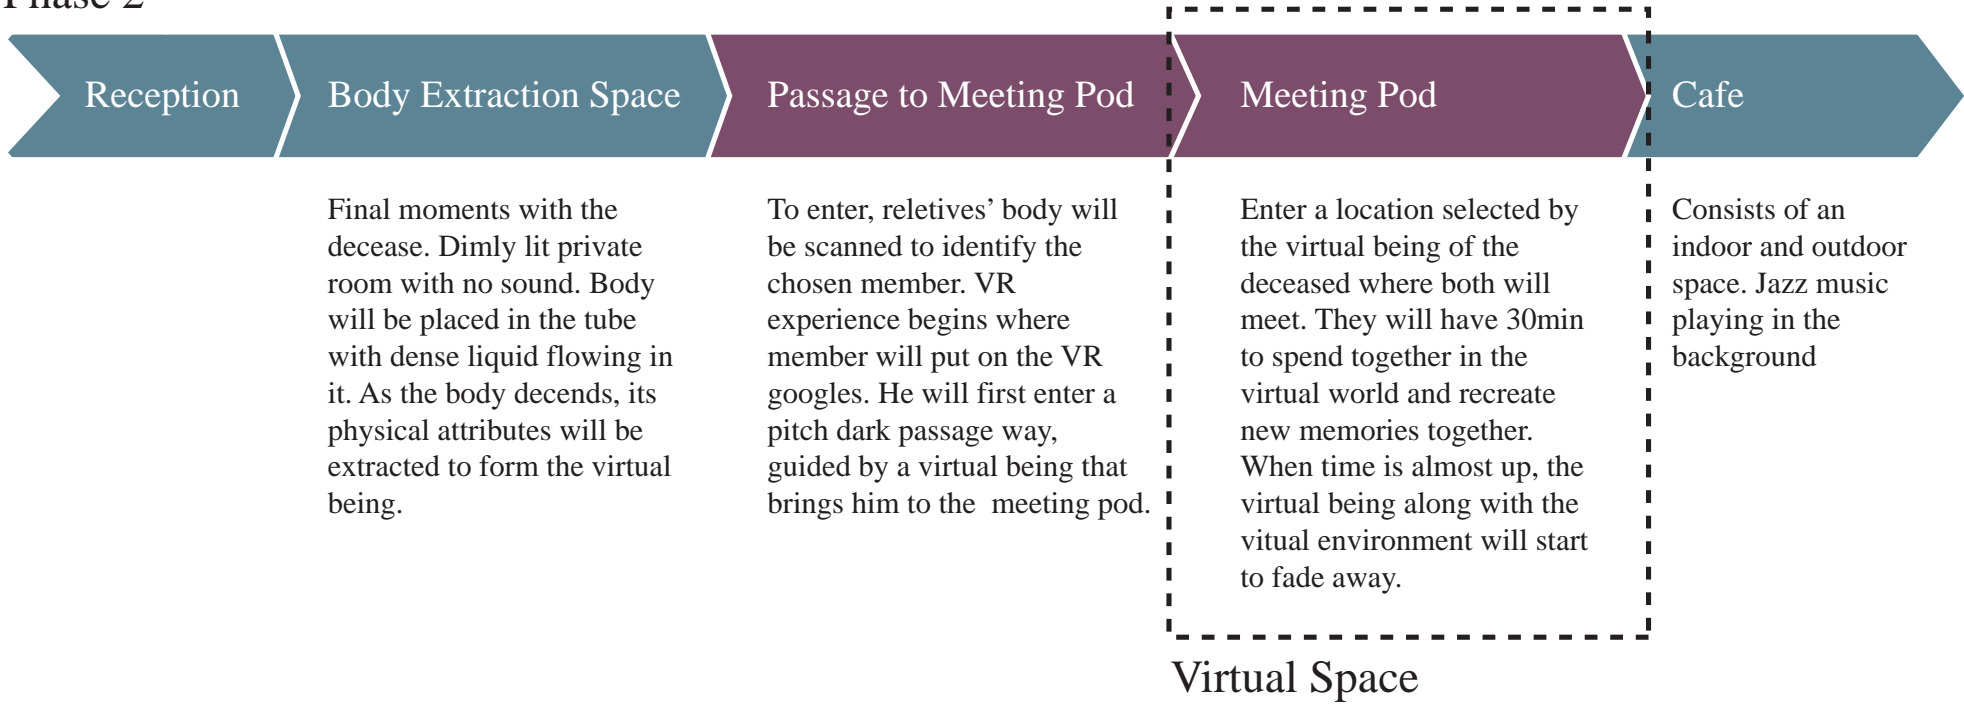 Phase 2
Reception
Body Extraction Space
Passage to Meeting Pod
Meeting Pod
Cafe
Final moments with the
decease. Dimly lit private
room with no sound. Body
will be placed in the tube
with dense liquid flowing in
it. As the body decends, its
physical attributes will be
extracted to form the virtual
being.
To enter, reletives’ body will
be scanned to identify the
chosen member. VR
experience begins where
member will put on the VR
googles. He will first enter a
pitch dark passage way,
guided by a virtual being that
brings him to the  meeting pod.
Enter a location selected by
the virtual being of the
deceased where both will
meet. They will have 30min
to spend together in the
virtual world and recreate
new memories together.
When time is almost up, the
virtual being along with the
vitual environment will start
to fade away.
Consists of an
indoor and outdoor
space. Jazz music
playing in the
background
Virtual Space